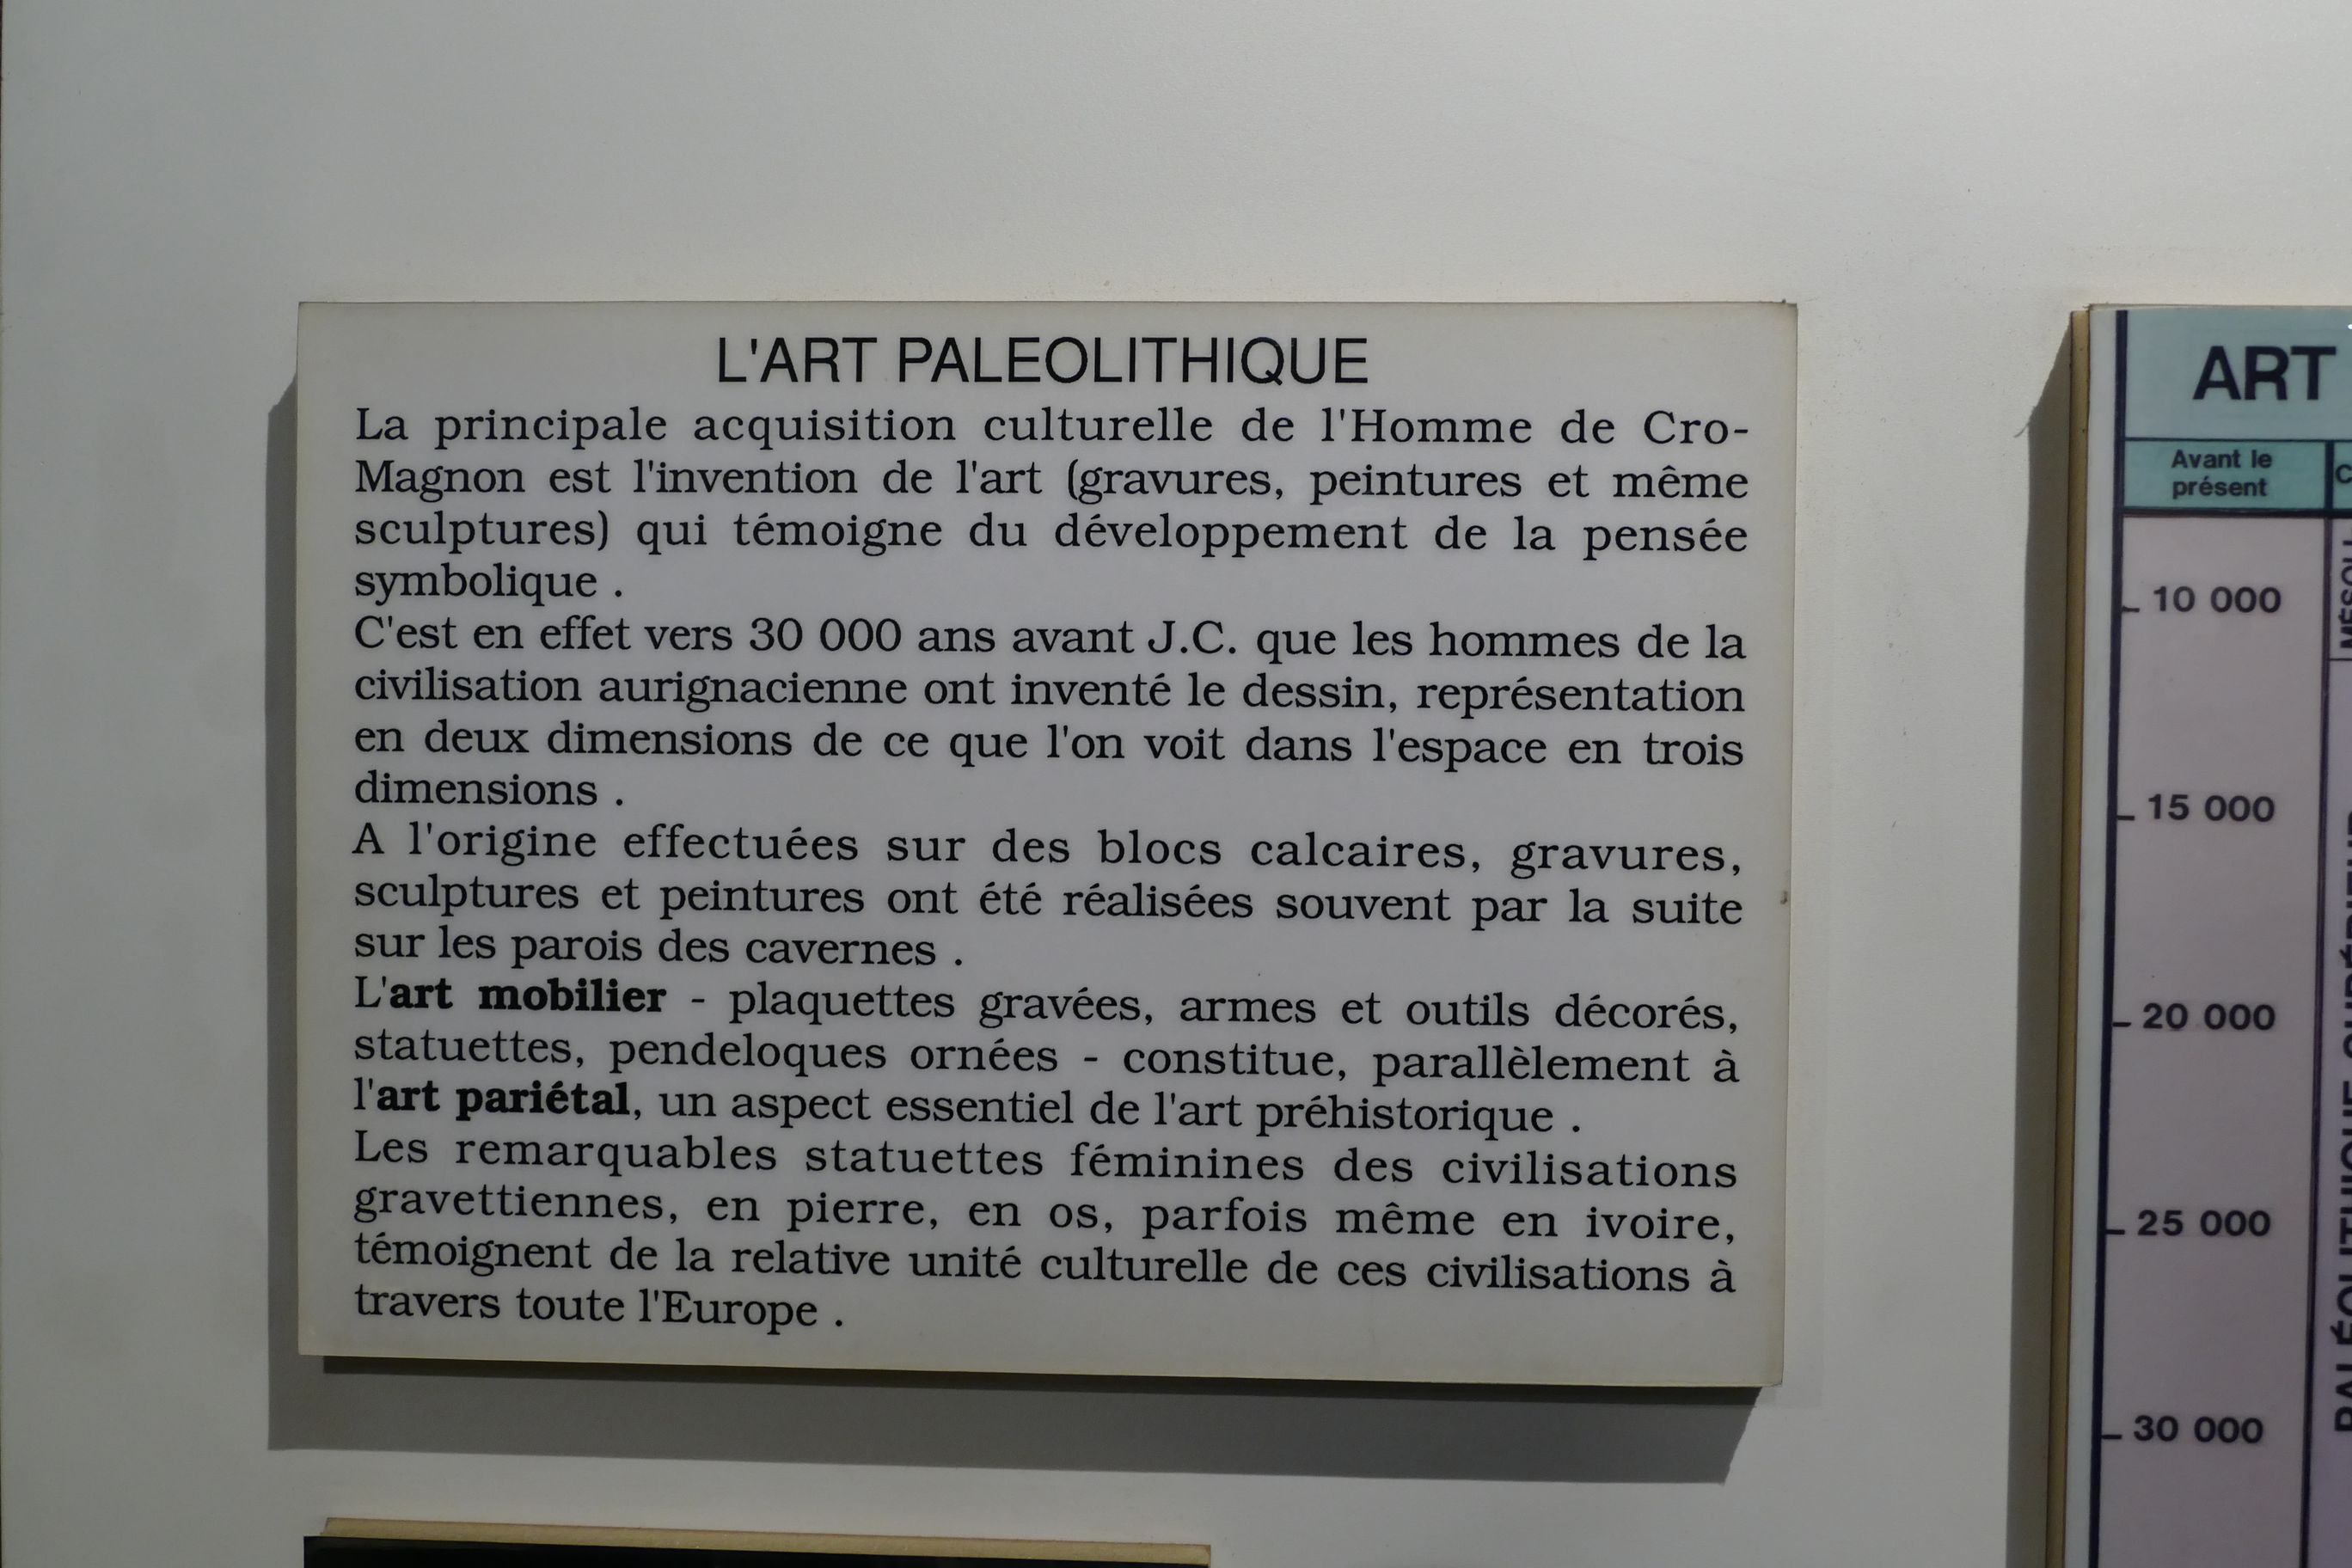 L'ART PALEOLITHIQUE
La principale acquisition culturelle de l'Homme de Cro-
Magnon est l'invention de l'art (gravures, peintures et même
sculptures) qui témoigne du développement de la pensée
symbolique .
C'est en effet vers 30 000 ans avant J.C. que les hommes de la
civilisation aurignacienne ont inventé le dessin, représentation
en deux dimensions de ce que l'on voit dans l'espace en trois
dimensions .
A l'origine effectuées sur des blocs calcaires, gravures,
sculptures et peintures ont été réalisées souvent par la suite
sur les parois des cavernes .
L'art mobilier - plaquettes gravées, armes et outils décorés,
statuettes, pendeloques ornées - constitue, parallèlement à
l'art pariétal, un aspect essentiel de l'art préhistorique .
Les remarquables statuettes féminines des civilisations
gravettiennes, en pierre, en os, parfois même en ivoire,
témoignent de la relative unité culturelle de ces civilisations à
travers toute l'Europe .
ART
Avant le
présent
10 000
15 000
20 000
25 000
30 000